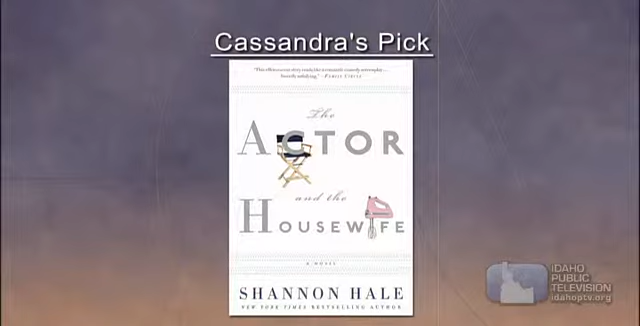 Cassandra's Pick
The
ACTOR
and the
HOUSEWIFE
A NOVEL
SHANNON HALE
NEW YORK TIMES BESTSELLING AUTHOR
IDAHO
PUBLIC
TELEVISION
idahoptv.org